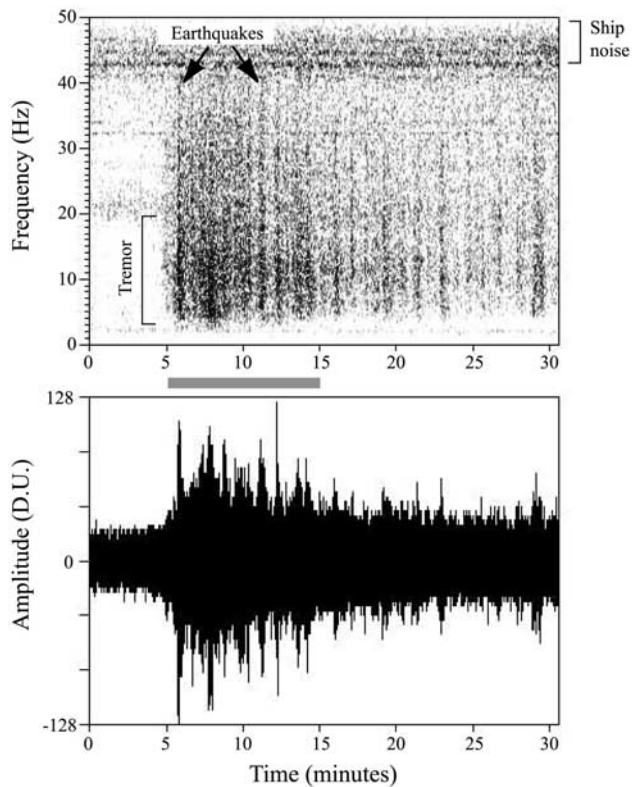 50
40
30
20
10
0
Frequency (Hz)
Earthquakes
Ship
noise
Tremor
0 5 10 15 20 25 30
128
0
-128
Amplitude (D.U.)
0 5 10 15 20 25 30
Time (minutes)